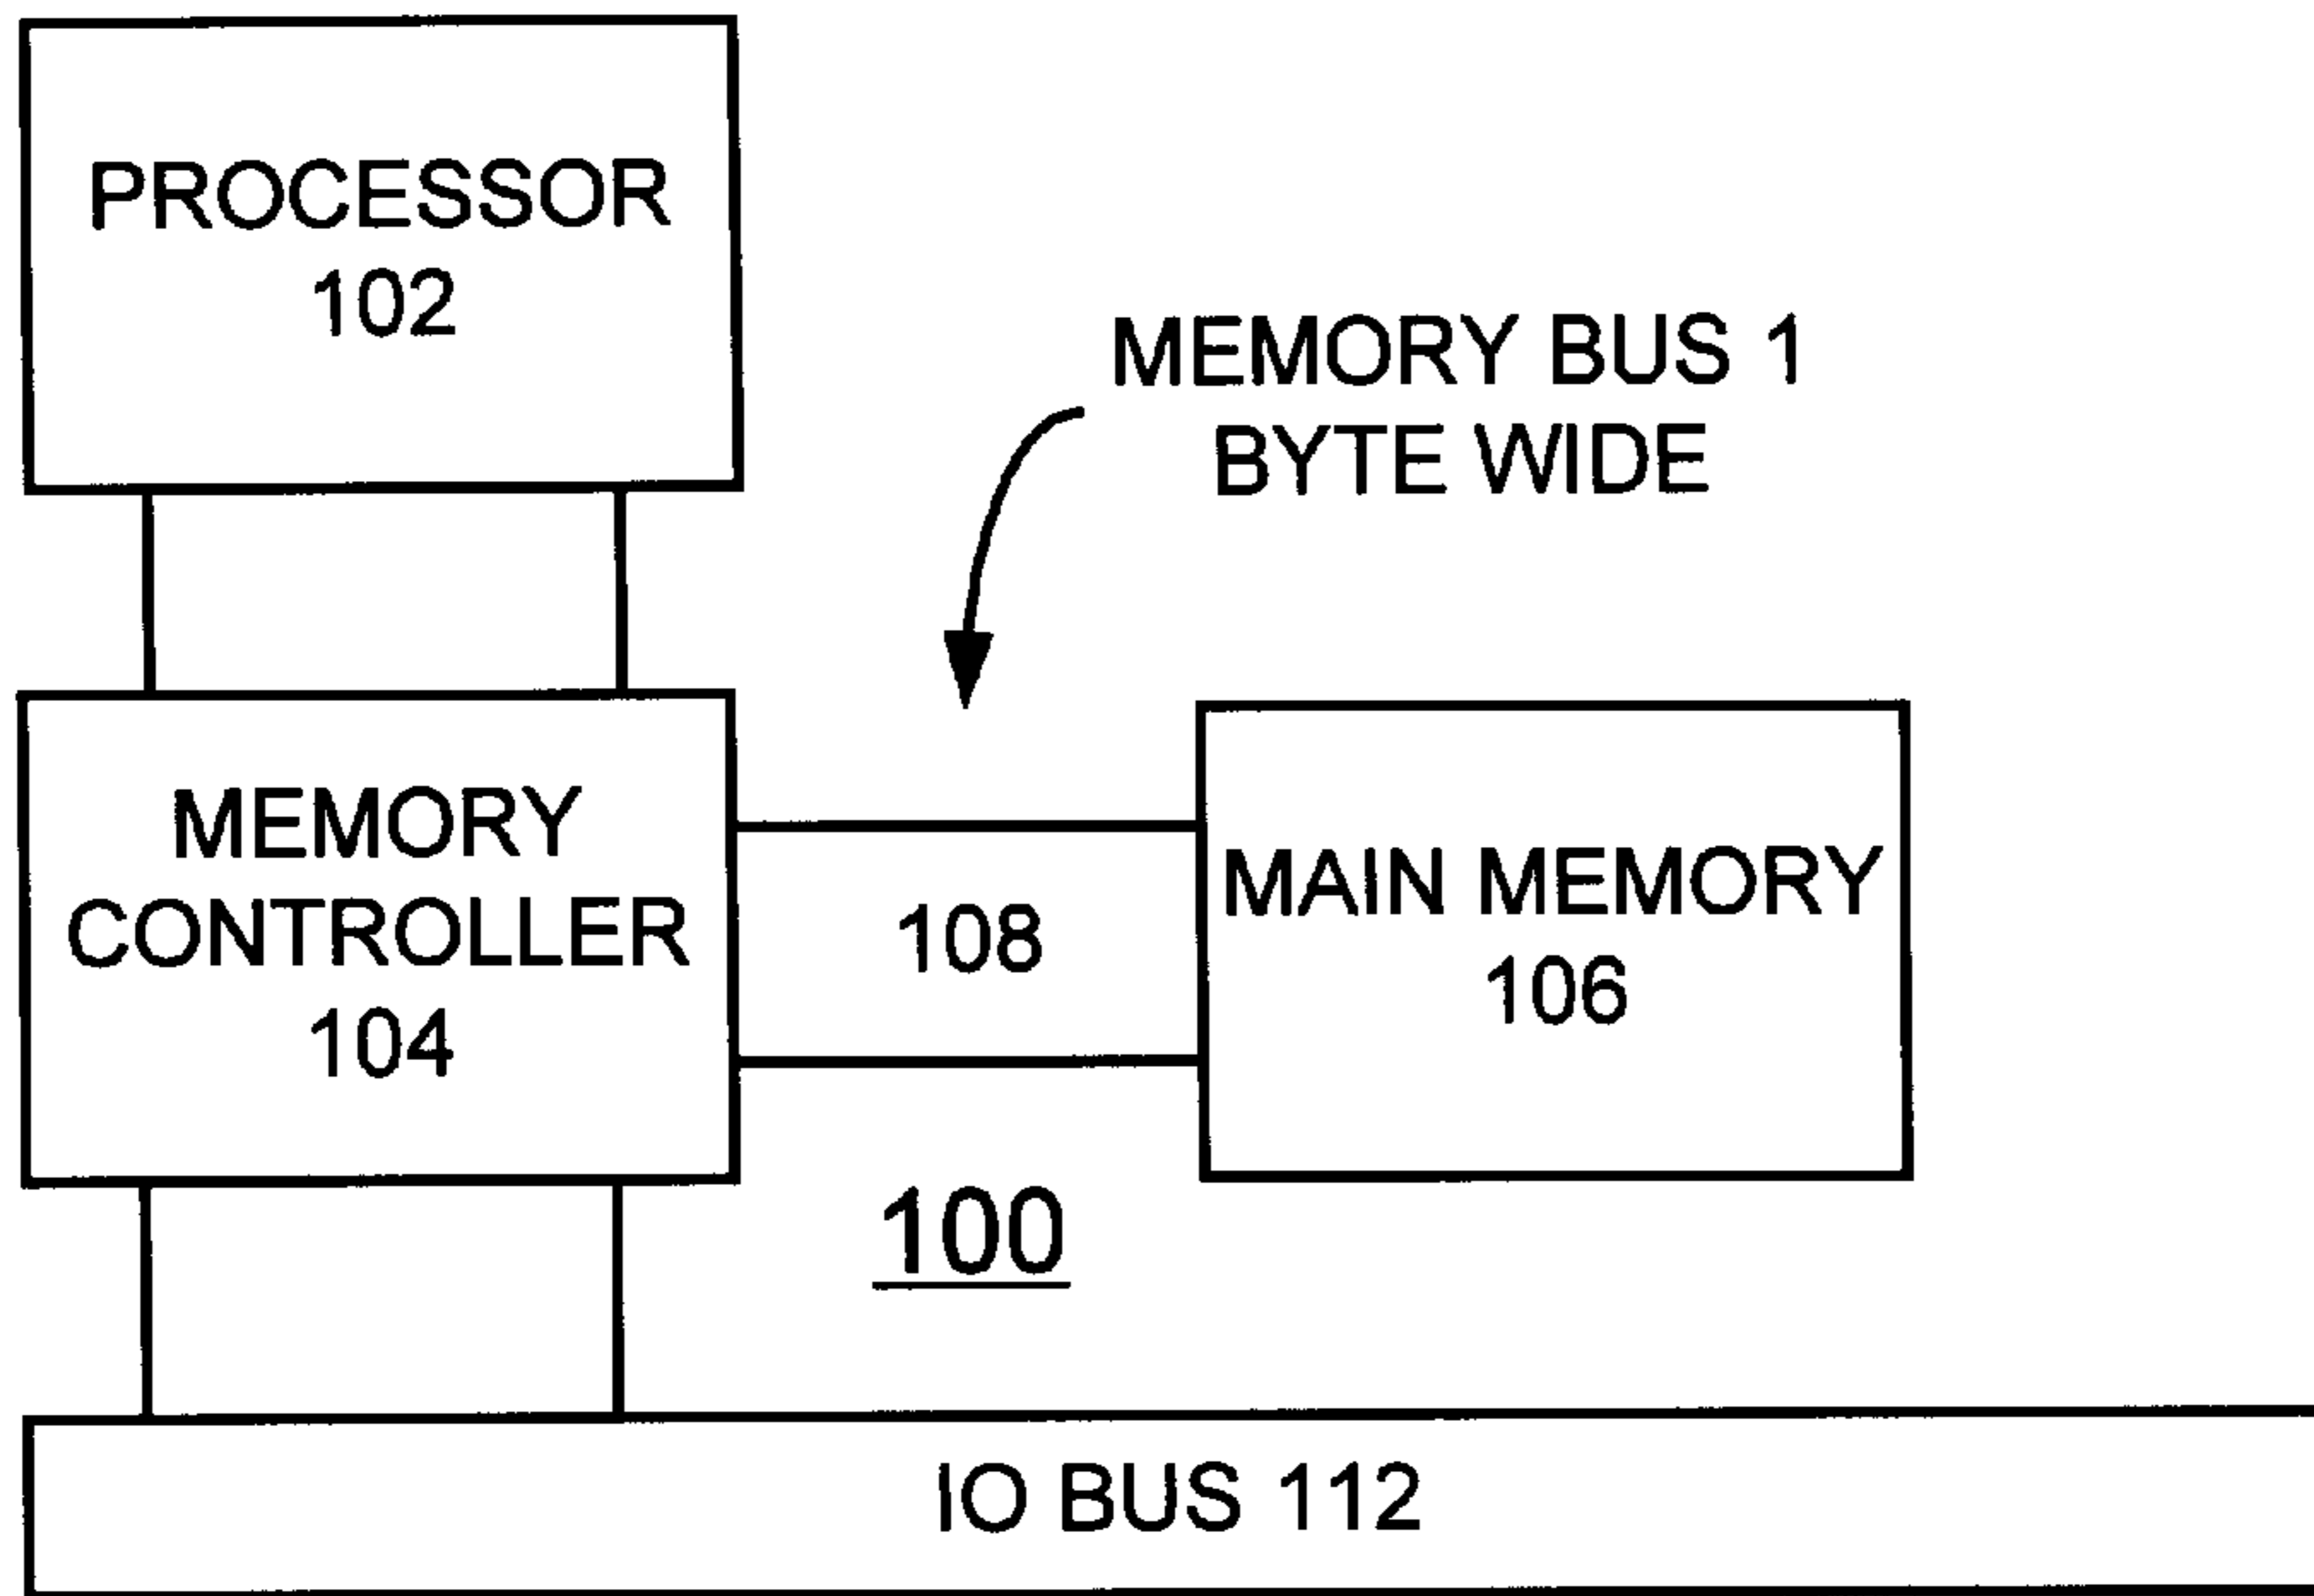 PROCESSOR
102
MEMORY BUS 1
BYTE WIDE
MEMORY
CONTROLLER
104
108
MAIN MEMORY
106
100
IO BUS 112